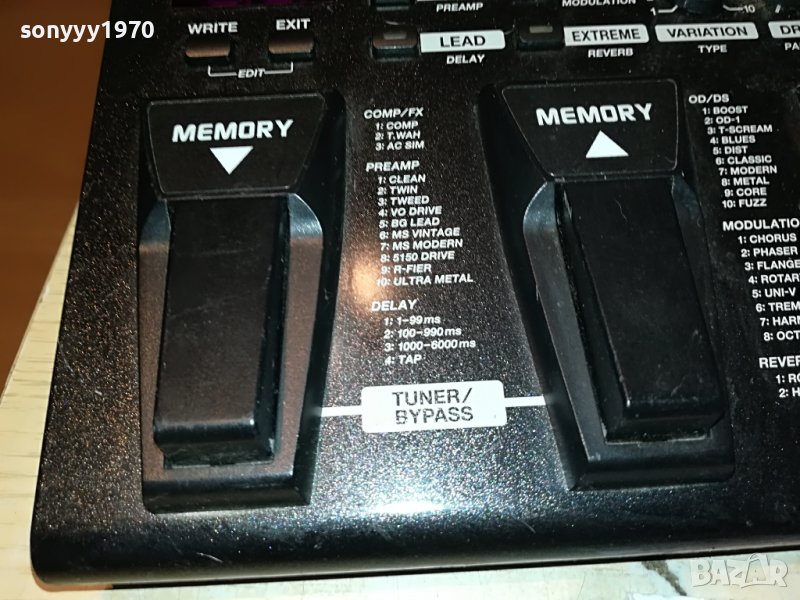 sonyyy1970
PREAMP
MODULATION
10
WRITE
EXIT
EDIT
LEAD
DELAY
EXTREME
REVERB
VARIATION
TYPE
MEMORY
COMP/FX
1: COMP
2: T.WAH
3: AC SIM
PREAMP
1: CLEAN
2: TWIN
3: TWEED
4: VO DRIVE
5: BG LEAD
6: MS VINTAGE
7: MS MODERN
8: 5150 DRIVE
9: R-FIER
10: ULTRA METAL
DELAY
1: 1-99ms
2: 100-990ms
3: 1000-6000ms
4: TAP
TUNER/
BYPASS
MEMORY
OD/DS
1: BOOST
2: OD-1
3: T-SCREAM
4: BLUES
5: DIST
6: CLASSIC
7: MODERN
8: METAL
9: CORE
10: FUZZ
MODULATIO
1: CHORUS
2: PHASER
3: FLANGE
4: ROTAR
5: UNI-V
6: TREM
7: HAR
8: OCT
REVER
1: RO
2: H
BAZAR